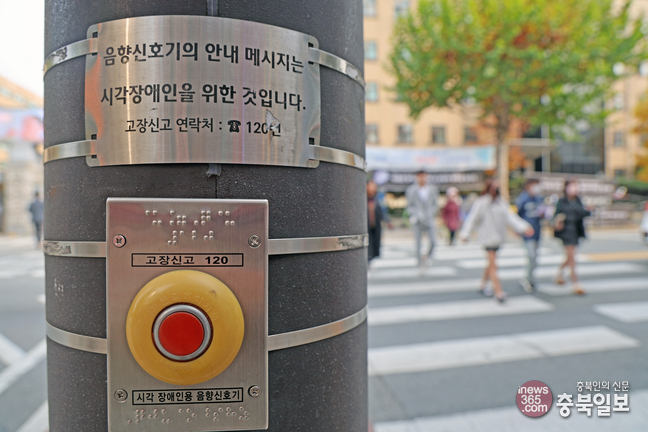 음향신호기의 안내 메시지는
시각장애인을 위한 것입니다.
고장신고 연락처 : ☎ 120번
고장신고 120
시각 장애인용 음향신호기
inews
365.com
충북인의 신문
충북일보